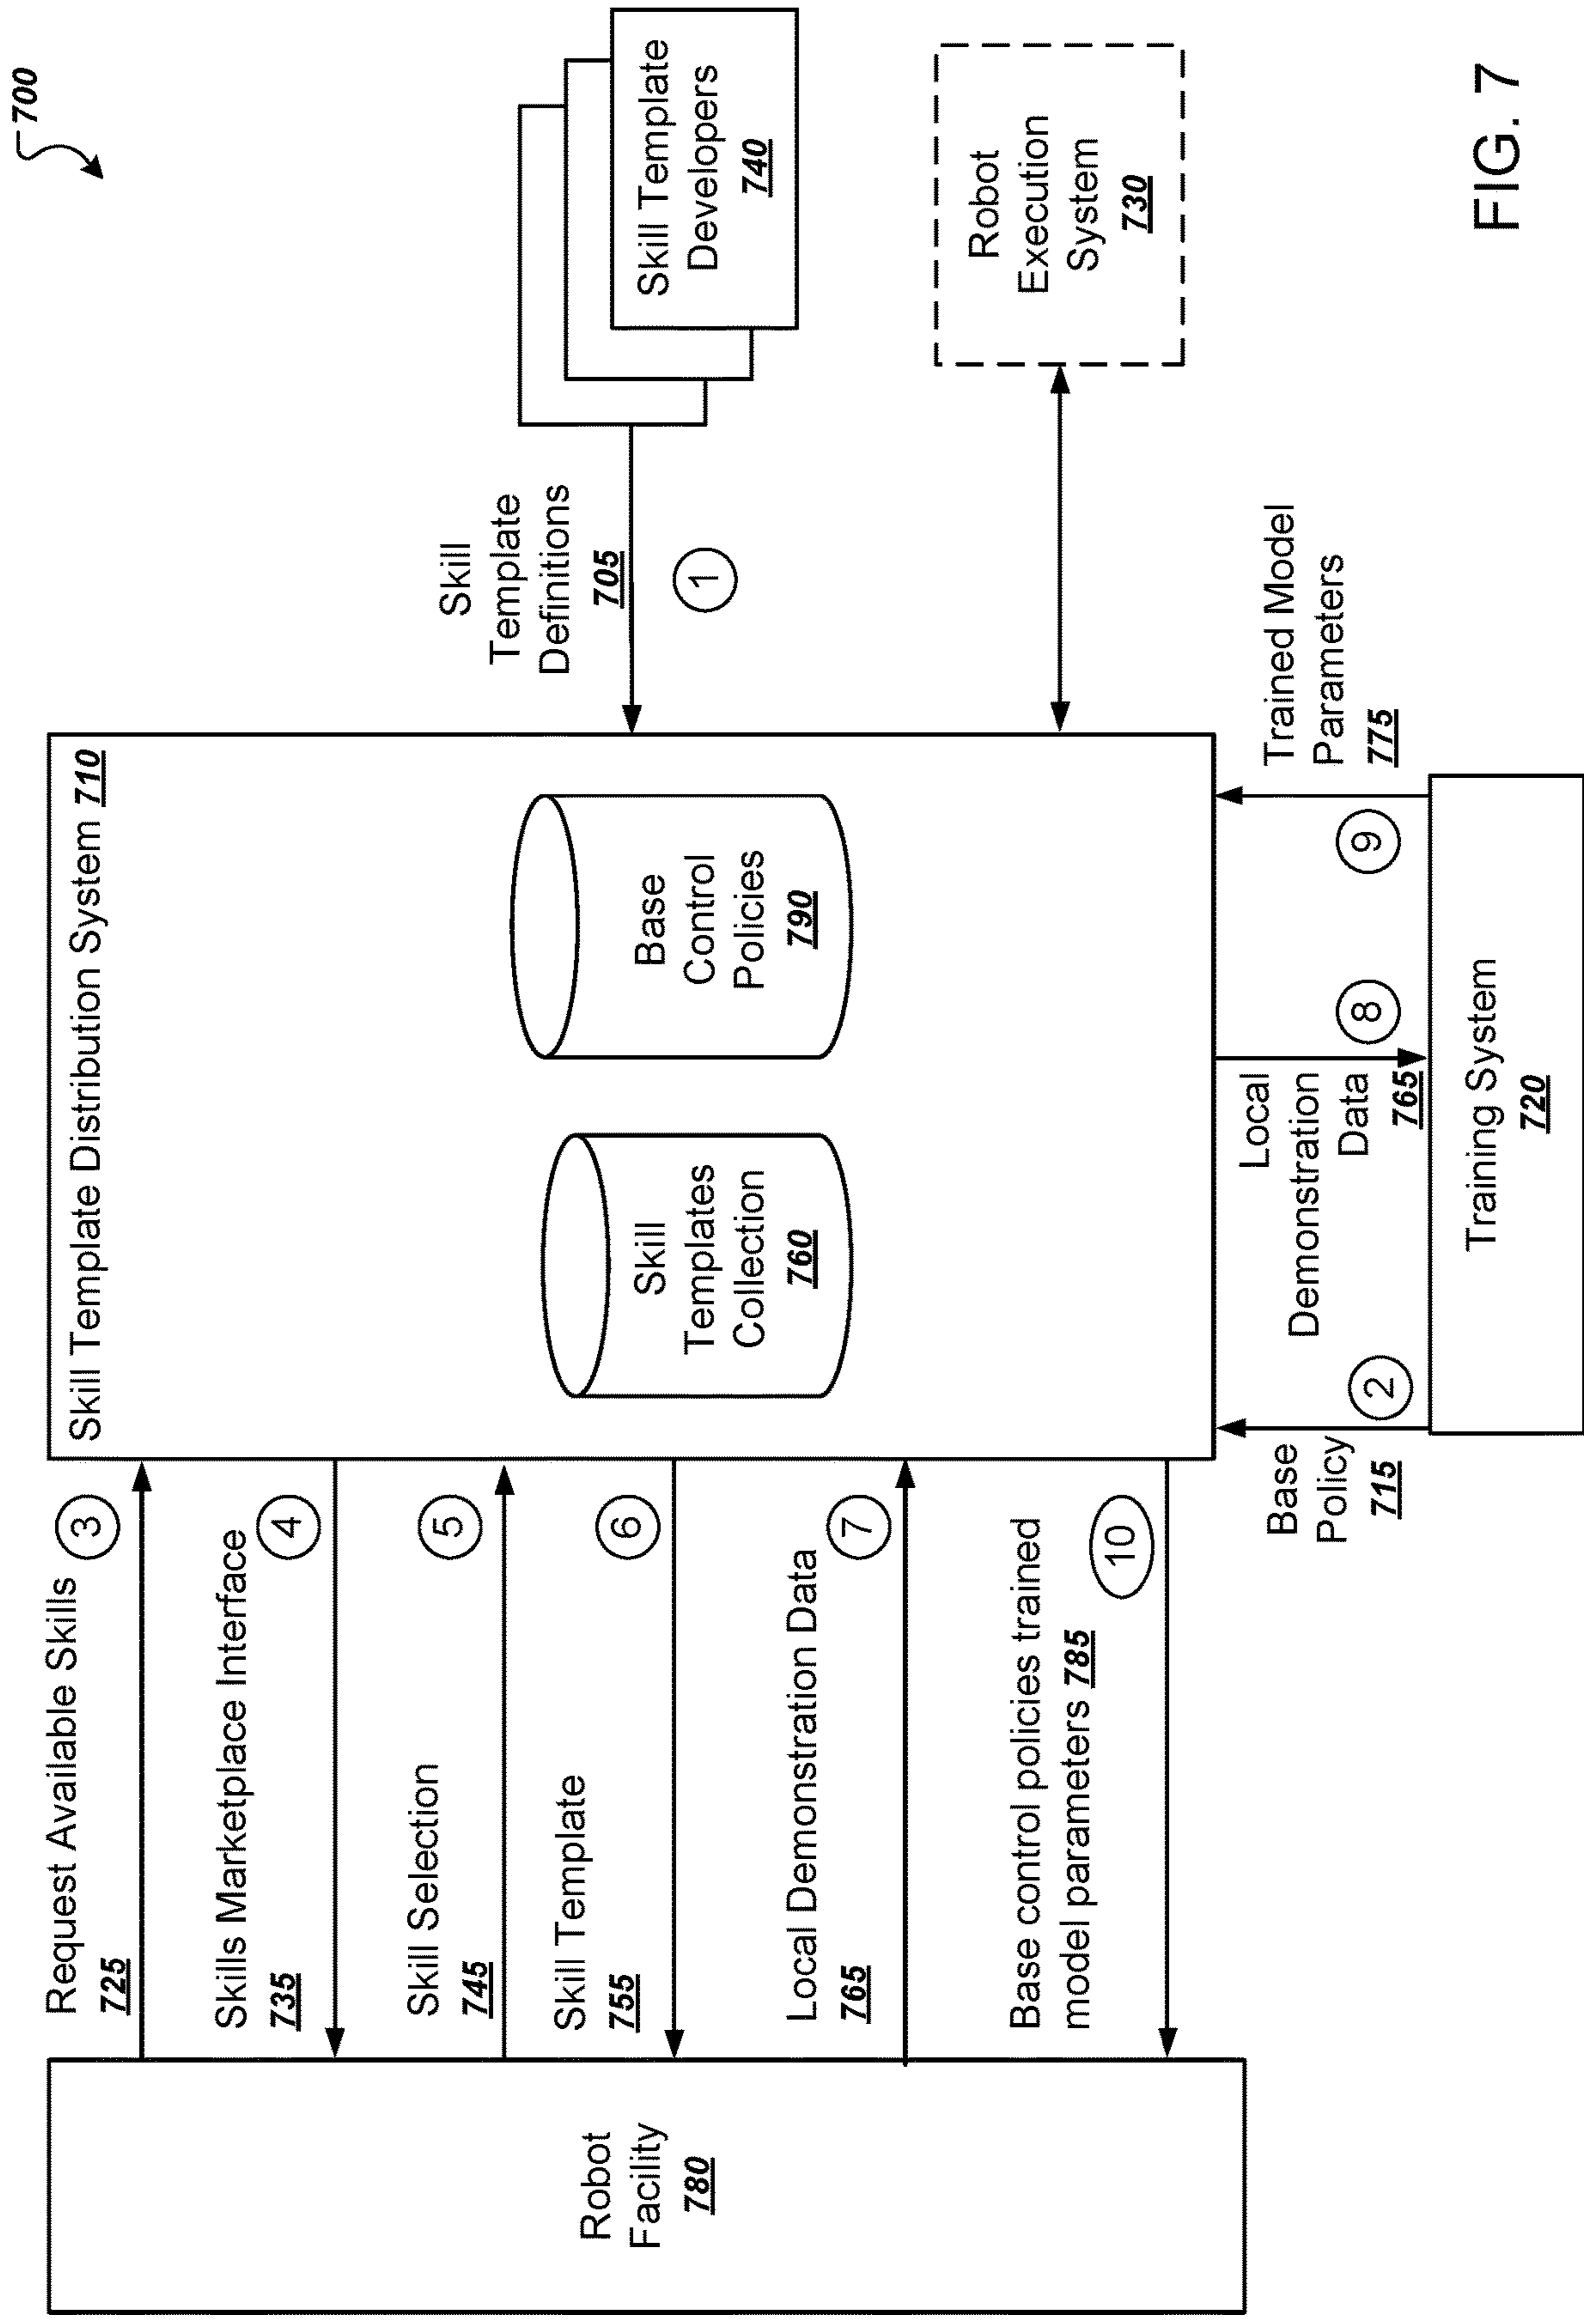 700
Request Available Skills
725
3
Skills Marketplace Interface
735
4
Skill Selection
745
5
Skill Template
755
6
Local Demonstration Data
765
7
Base control policies trained
model parameters 785
10
Robot
Facility
780
Skill Template Distribution System 710
Skill
Templates
Collection
760
Base
Control
Policies
790
Skill
Template
Definitions
705
1
Skill Template
Developers
740
Robot
Execution
System
730
Base
Policy
715
2
Local
Demonstration
Data
765
8
9
Trained Model
Parameters
775
Training System
720
FIG. 7